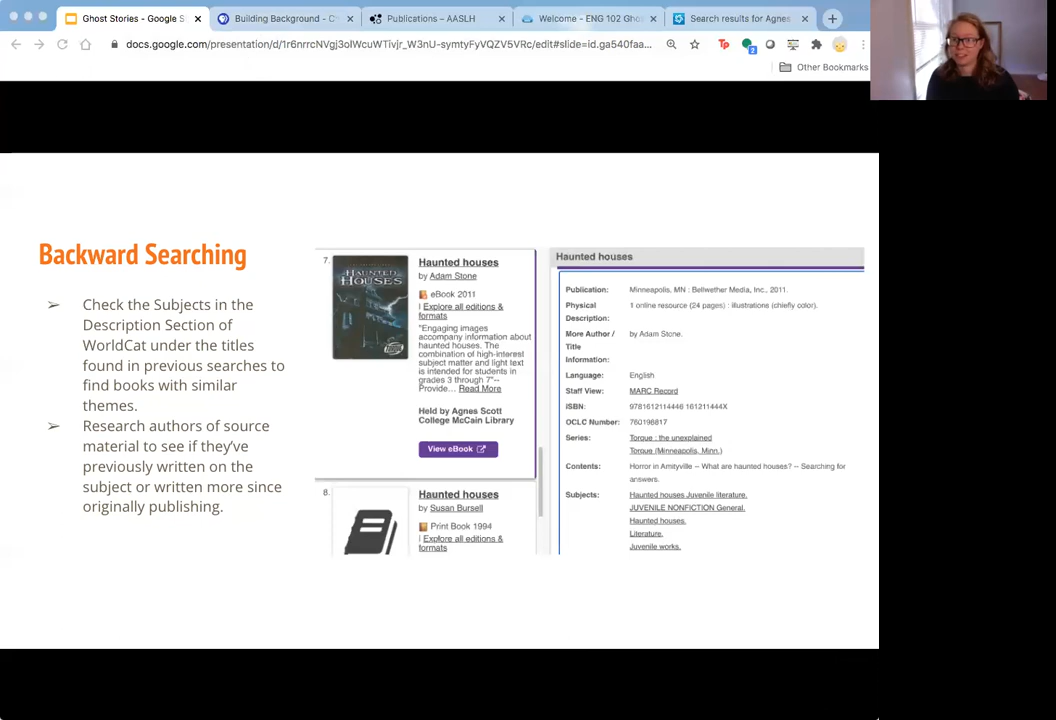 Ghost Stories - Google S
Building Background - C
Publications – AASLH
Welcome - ENG 102 Gho
Search results for Agnes
docs.google.com/presentation/d/1r6nrrcNVgj3oIWcuWTivjr_W3nU-symtyFyVQZV5VRc/edit#slide=id.ga540faa...
Other Bookmarks
Backward Searching
➢ Check the Subjects in the
Description Section of
WorldCat under the titles
found in previous searches to
find books with similar
themes.
➢ Research authors of source
material to see if they've
previously written on the
subject or written more since
originally publishing.
7.
HAUNTED
HOUSES
Haunted houses
by Adam Stone
eBook 2011
| Explore all editions &
formats
"Engaging images
accompany information about
haunted houses. The
combination of high-interest
subject matter and light text
is intended for students in
grades 3 through 7"--
Provide... Read More
Held by Agnes Scott
College McCain Library
View eBook
8.
Haunted houses
by Susan Bursell
Print Book 1994
| Explore all editions &
formats
Haunted houses
Publication: Minneapolis, MN : Bellwether Media, Inc., 2011.
Physical 1 online resource (24 pages) : illustrations (chiefly color).
Description:
More Author / by Adam Stone.
Title
Information:
Language: English
Staff View: MARC Record
ISBN: 9781612114446 161211444X
OCLC Number: 760198817
Series: Torque : the unexplained
Torque (Minneapolis, Minn.)
Contents: Horror in Amityville -- What are haunted houses? -- Searching for
answers.
Subjects: Haunted houses Juvenile literature.
JUVENILE NONFICTION General.
Haunted houses.
Literature.
Juvenile works.